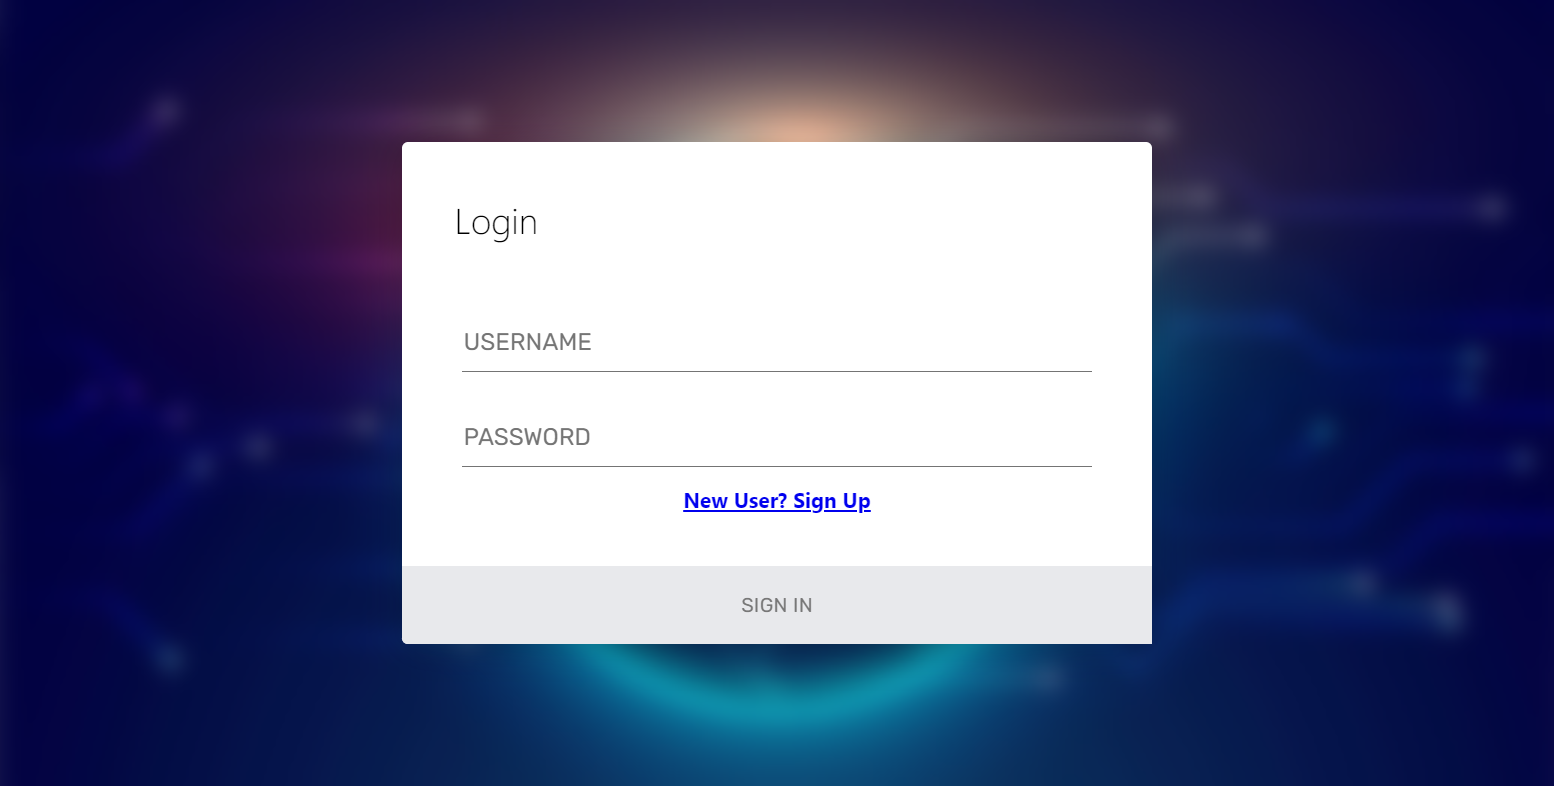 Login
USERNAME
PASSWORD
New User? Sign Up
SIGN IN